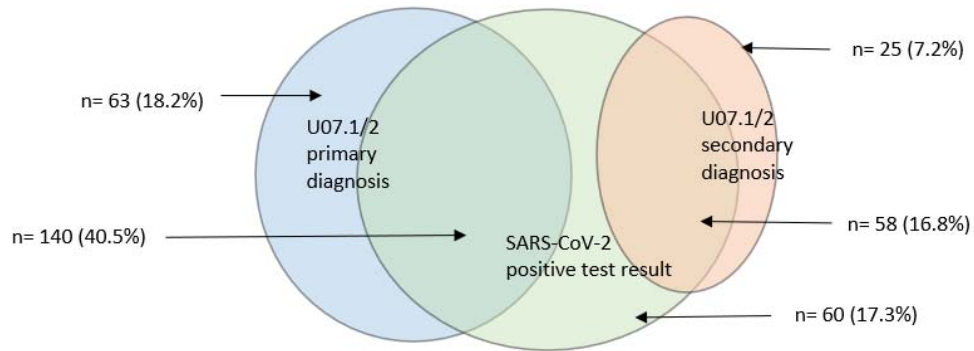 n= 25 (7.2%)
n= 63 (18.2%)
U07.1/2
primary
diagnosis
U07.1/2
secondary
diagnosis
n= 140 (40.5%)
SARS-CoV-2
positive test result
n= 58 (16.8%)
n= 60 (17.3%)